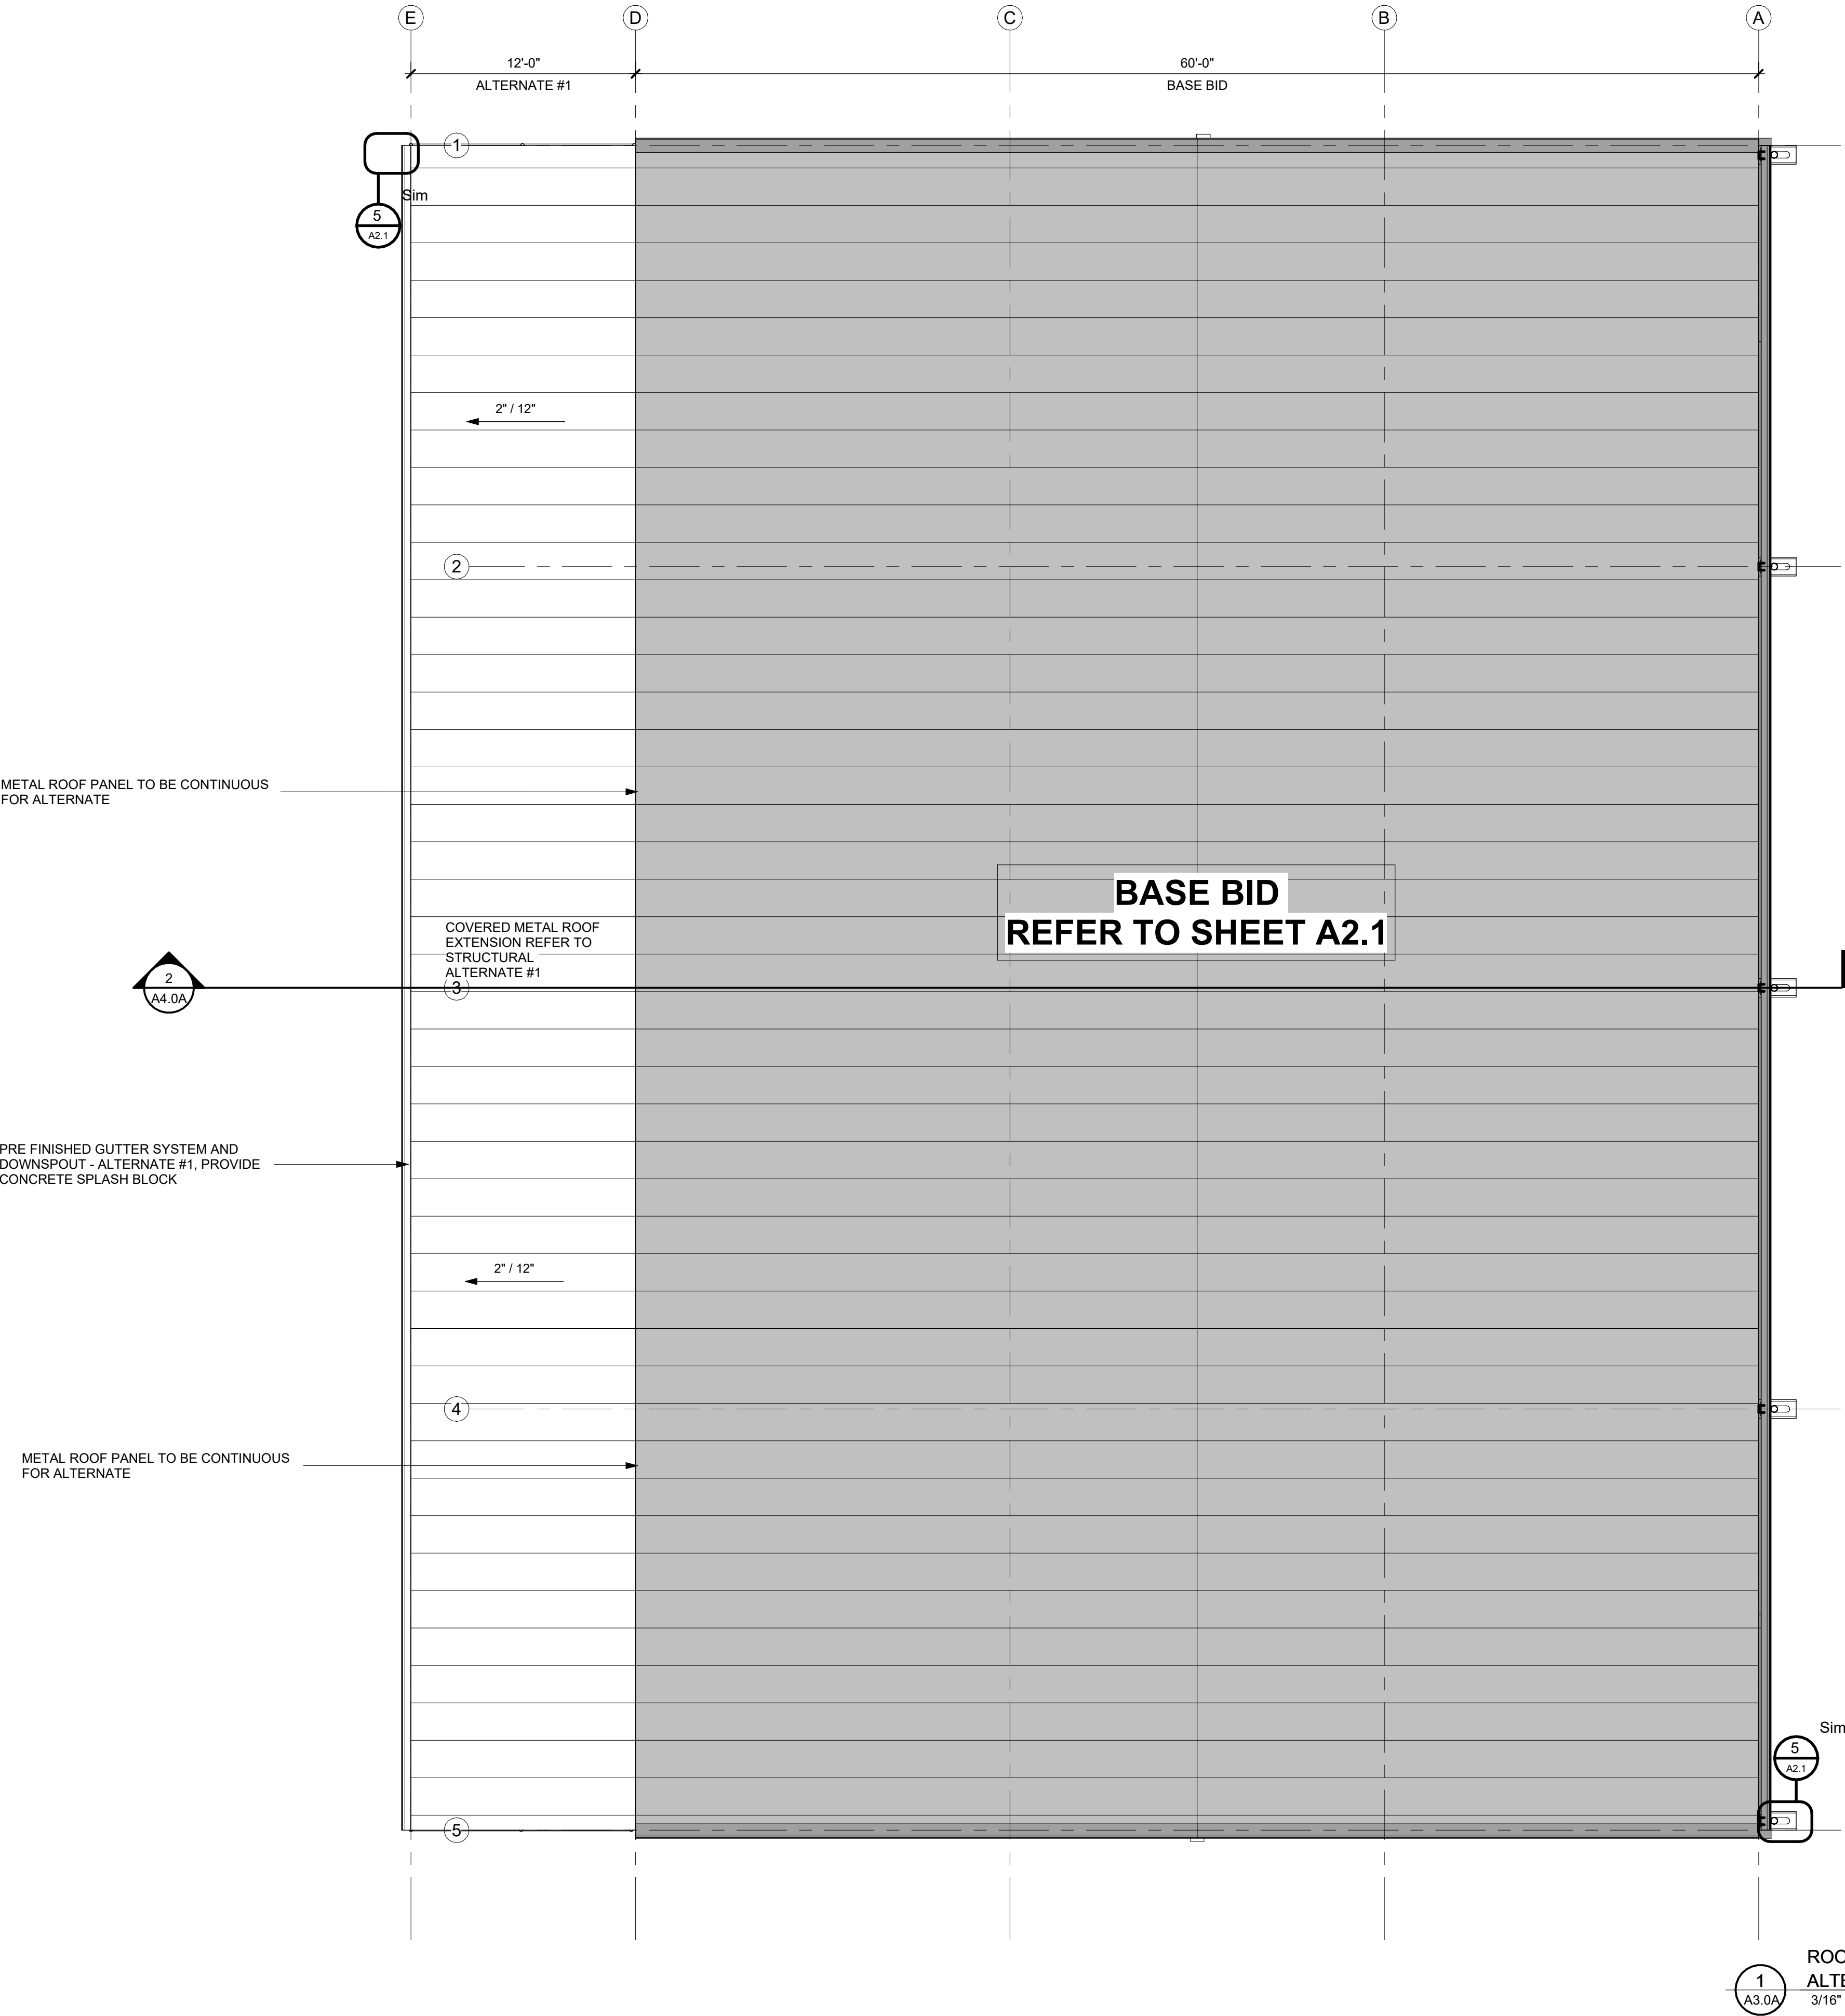 E
D
C
B
A
12'-0"
60'-0"
ALTERNATE #1
BASE BID
1
Sim
5
A2.1
2" / 12"
2
METAL ROOF PANEL TO BE CONTINUOUS
FOR ALTERNATE
BASE BID
REFER TO SHEET A2.1
COVERED METAL ROOF
EXTENSION REFER TO
STRUCTURAL
ALTERNATE #1
2
A4.0A
3
PRE FINISHED GUTTER SYSTEM AND
DOWNSPOUT - ALTERNATE #1, PROVIDE
CONCRETE SPLASH BLOCK
2" / 12"
4
METAL ROOF PANEL TO BE CONTINUOUS
FOR ALTERNATE
Sim
5
A2.1
5
1
A3.0A
ROO
ALTE
3/16"